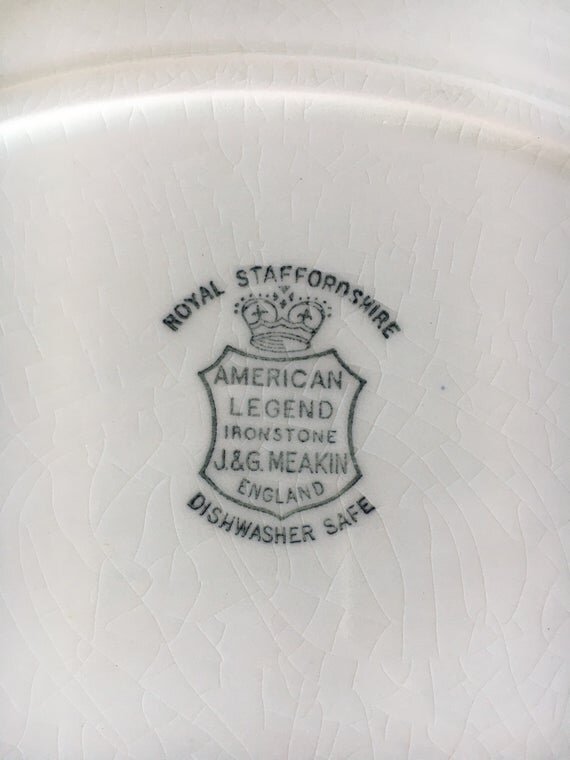 ROYAL STAFFORDSHIRE
AMERICAN
LEGEND
IRONSTONE
J.&G. MEAKIN
ENGLAND
DISHWASHER SAFE